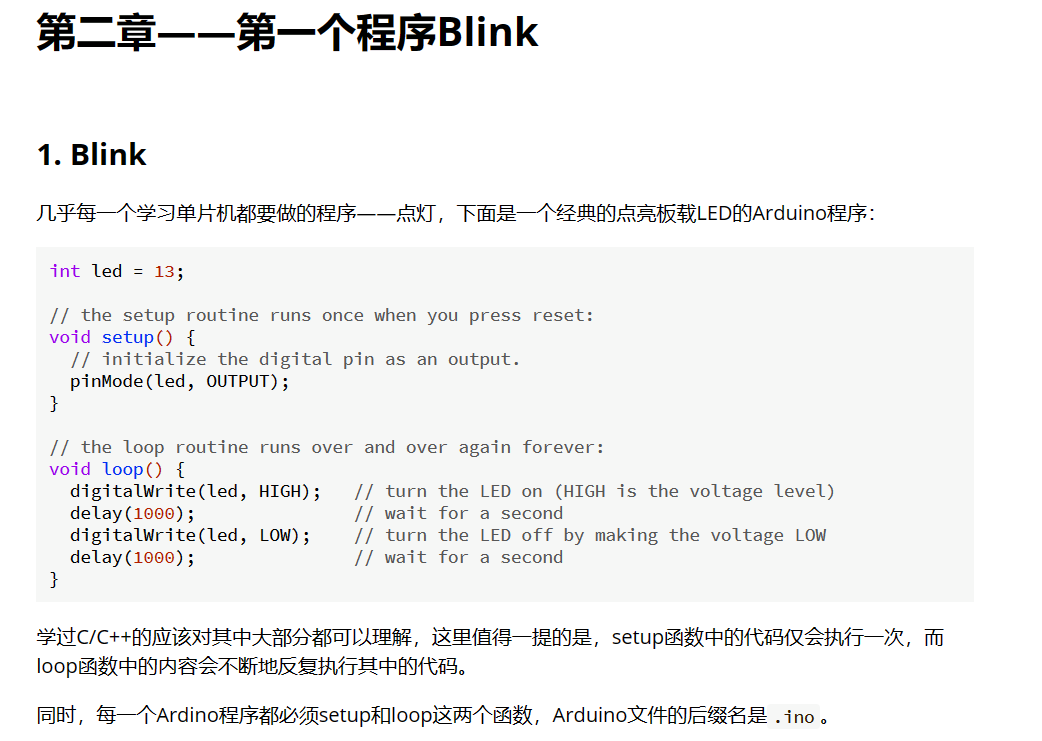 第二章——第一个程序Blink
1. Blink
几乎每一个学习单片机都要做的程序——点灯，下面是一个经典的点亮板载LED的Arduino程序：
int led = 13;
// the setup routine runs once when you press reset:
void setup() {
  // initialize the digital pin as an output.
  pinMode(led, OUTPUT);
}
// the loop routine runs over and over again forever:
void loop() {
  digitalWrite(led, HIGH);   // turn the LED on (HIGH is the voltage level)
  delay(1000);               // wait for a second
  digitalWrite(led, LOW);    // turn the LED off by making the voltage LOW
  delay(1000);               // wait for a second
}
学过C/C++的应该对其中大部分都可以理解，这里值得一提的是，setup函数中的代码仅会执行一次，而
loop函数中的内容会不断地反复执行其中的代码。
同时，每一个Ardino程序都必须setup和loop这两个函数，Arduino文件的后缀名是 .ino 。